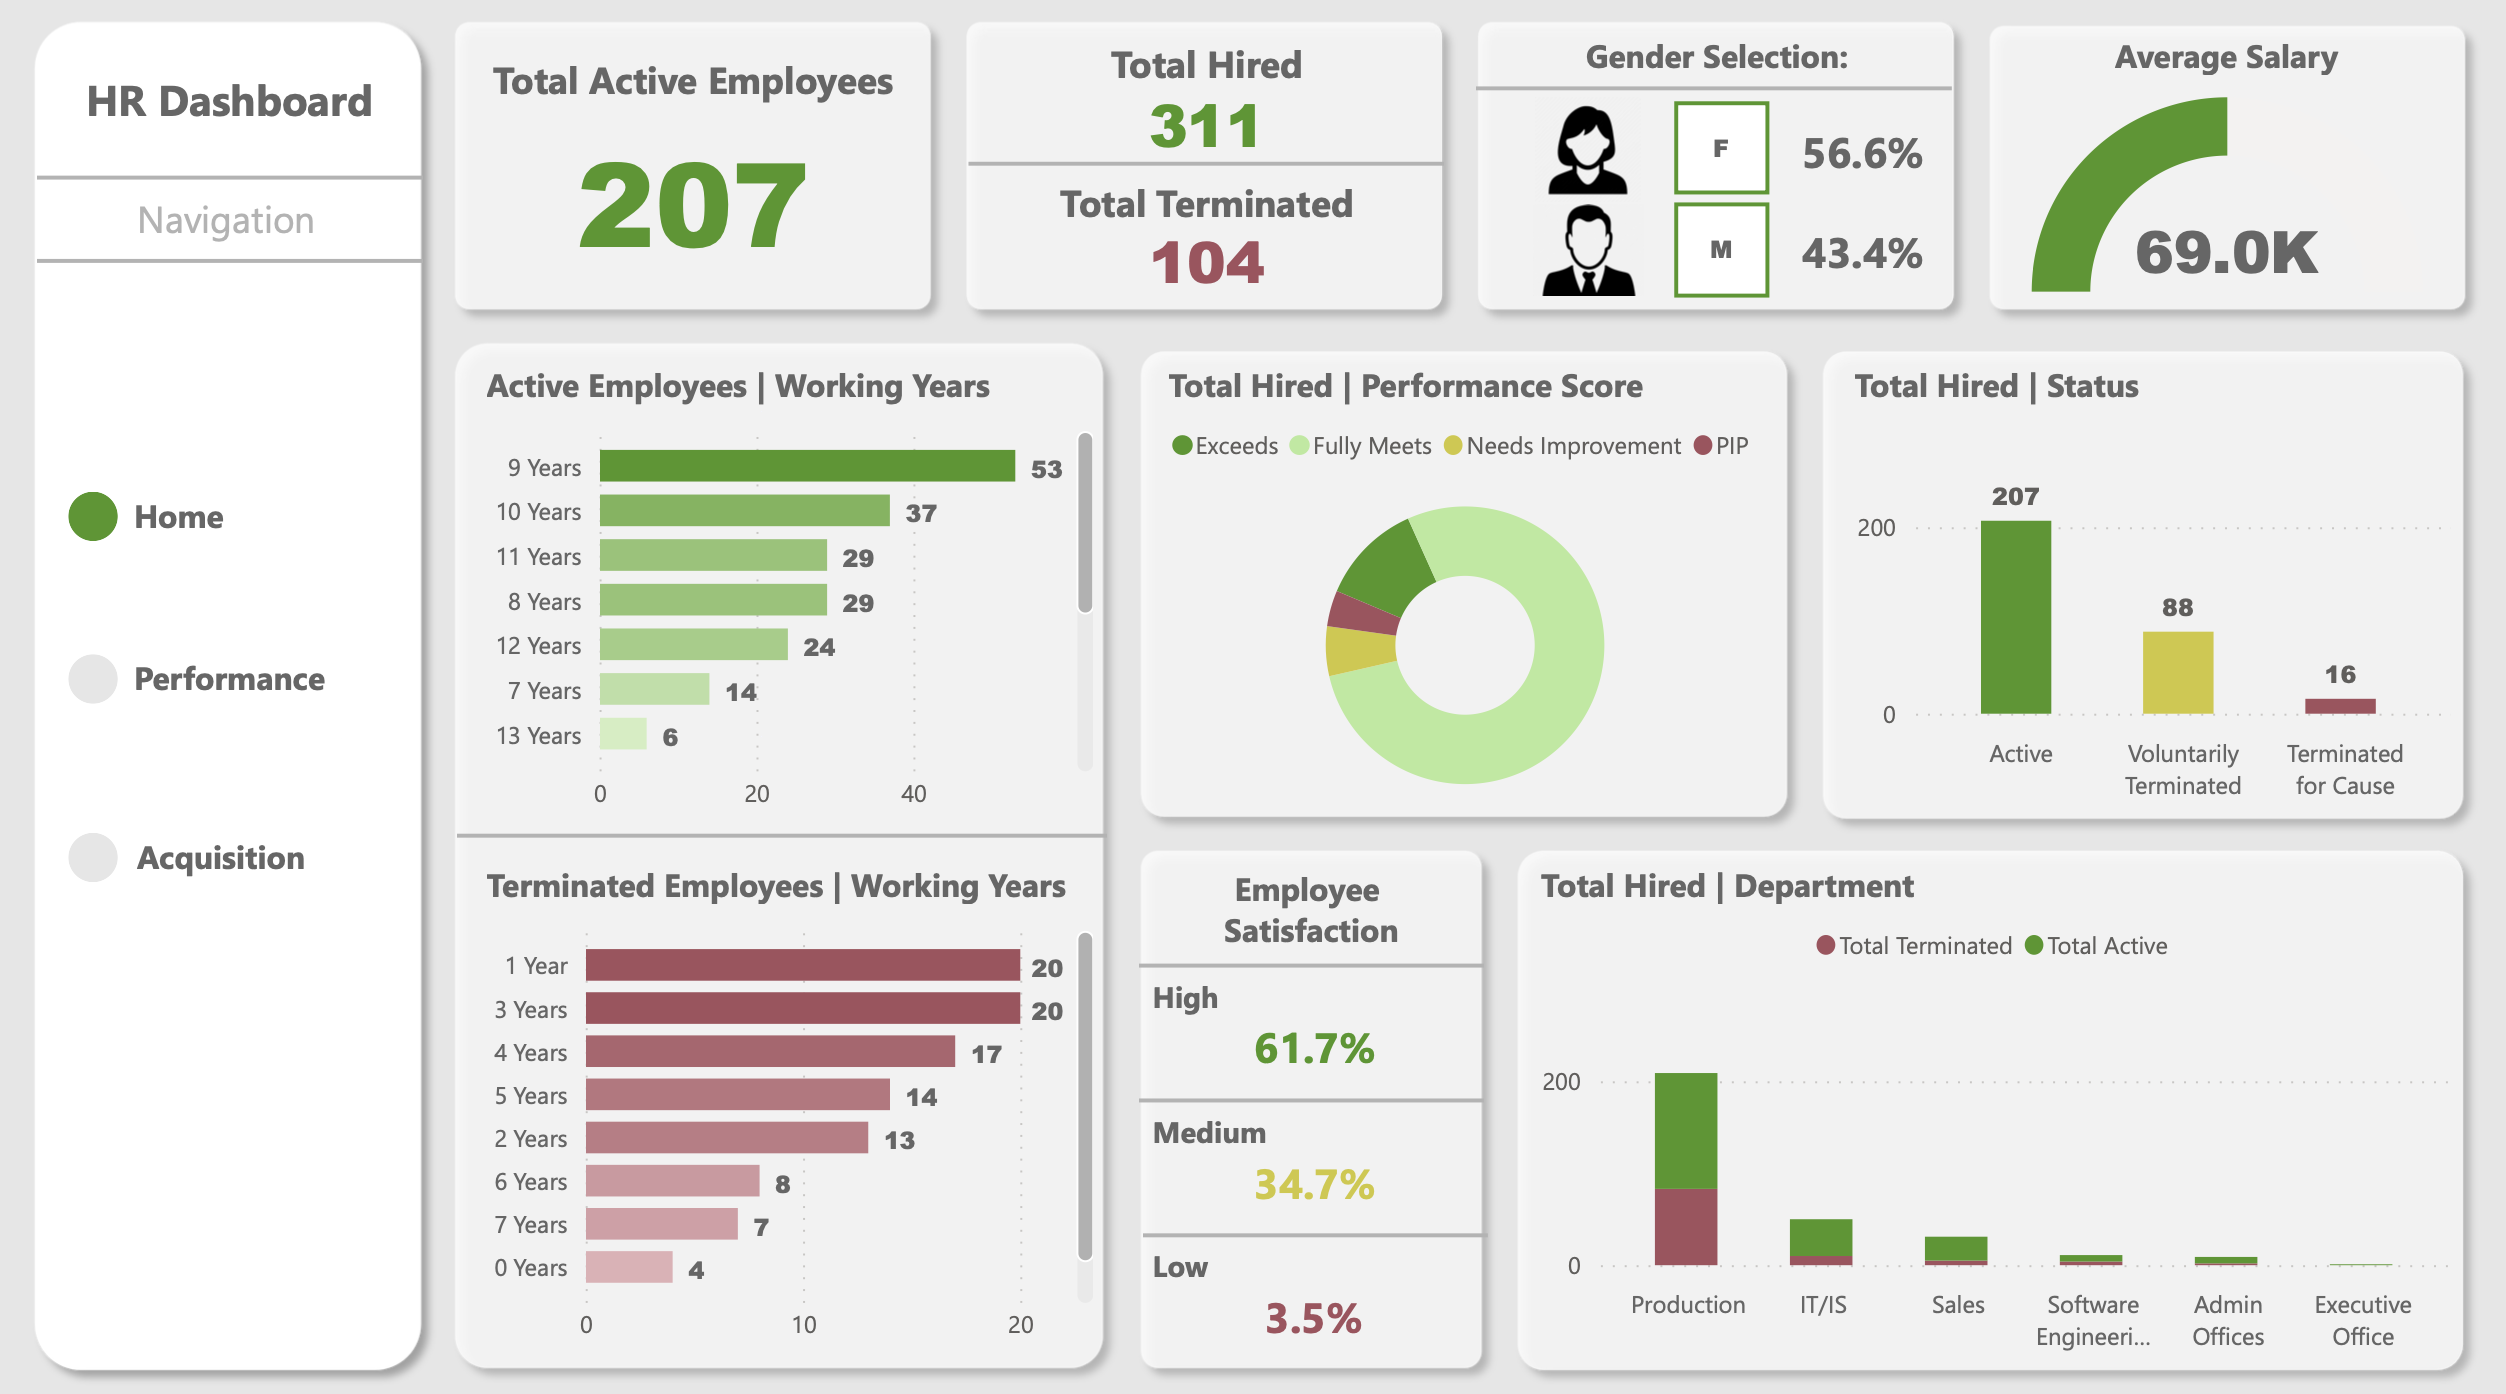 HR Dashboard
Navigation
Home
Performance
Acquisition
Total Active Employees
207
Total Hired
311
Total Terminated
104
Gender Selection:
F 56.6%
M 43.4%
Average Salary
69.0K
Active Employees | Working Years
9 Years 53
10 Years 37
11 Years 29
8 Years 29
12 Years 24
7 Years 14
13 Years 6
0 20 40
Terminated Employees | Working Years
1 Year 20
3 Years 20
4 Years 17
5 Years 14
2 Years 13
6 Years 8
7 Years 7
0 Years 4
0 10 20
Total Hired | Performance Score
Exceeds Fully Meets Needs Improvement PIP
Total Hired | Status
207
200
88
16
0
Active Voluntarily Terminated
Terminated for Cause
Employee
Satisfaction
High
61.7%
Medium
34.7%
Low
3.5%
Total Hired | Department
Total Terminated Total Active
200
0
Production IT/IS Sales Software Admin Executive
Engineeri... Offices Office